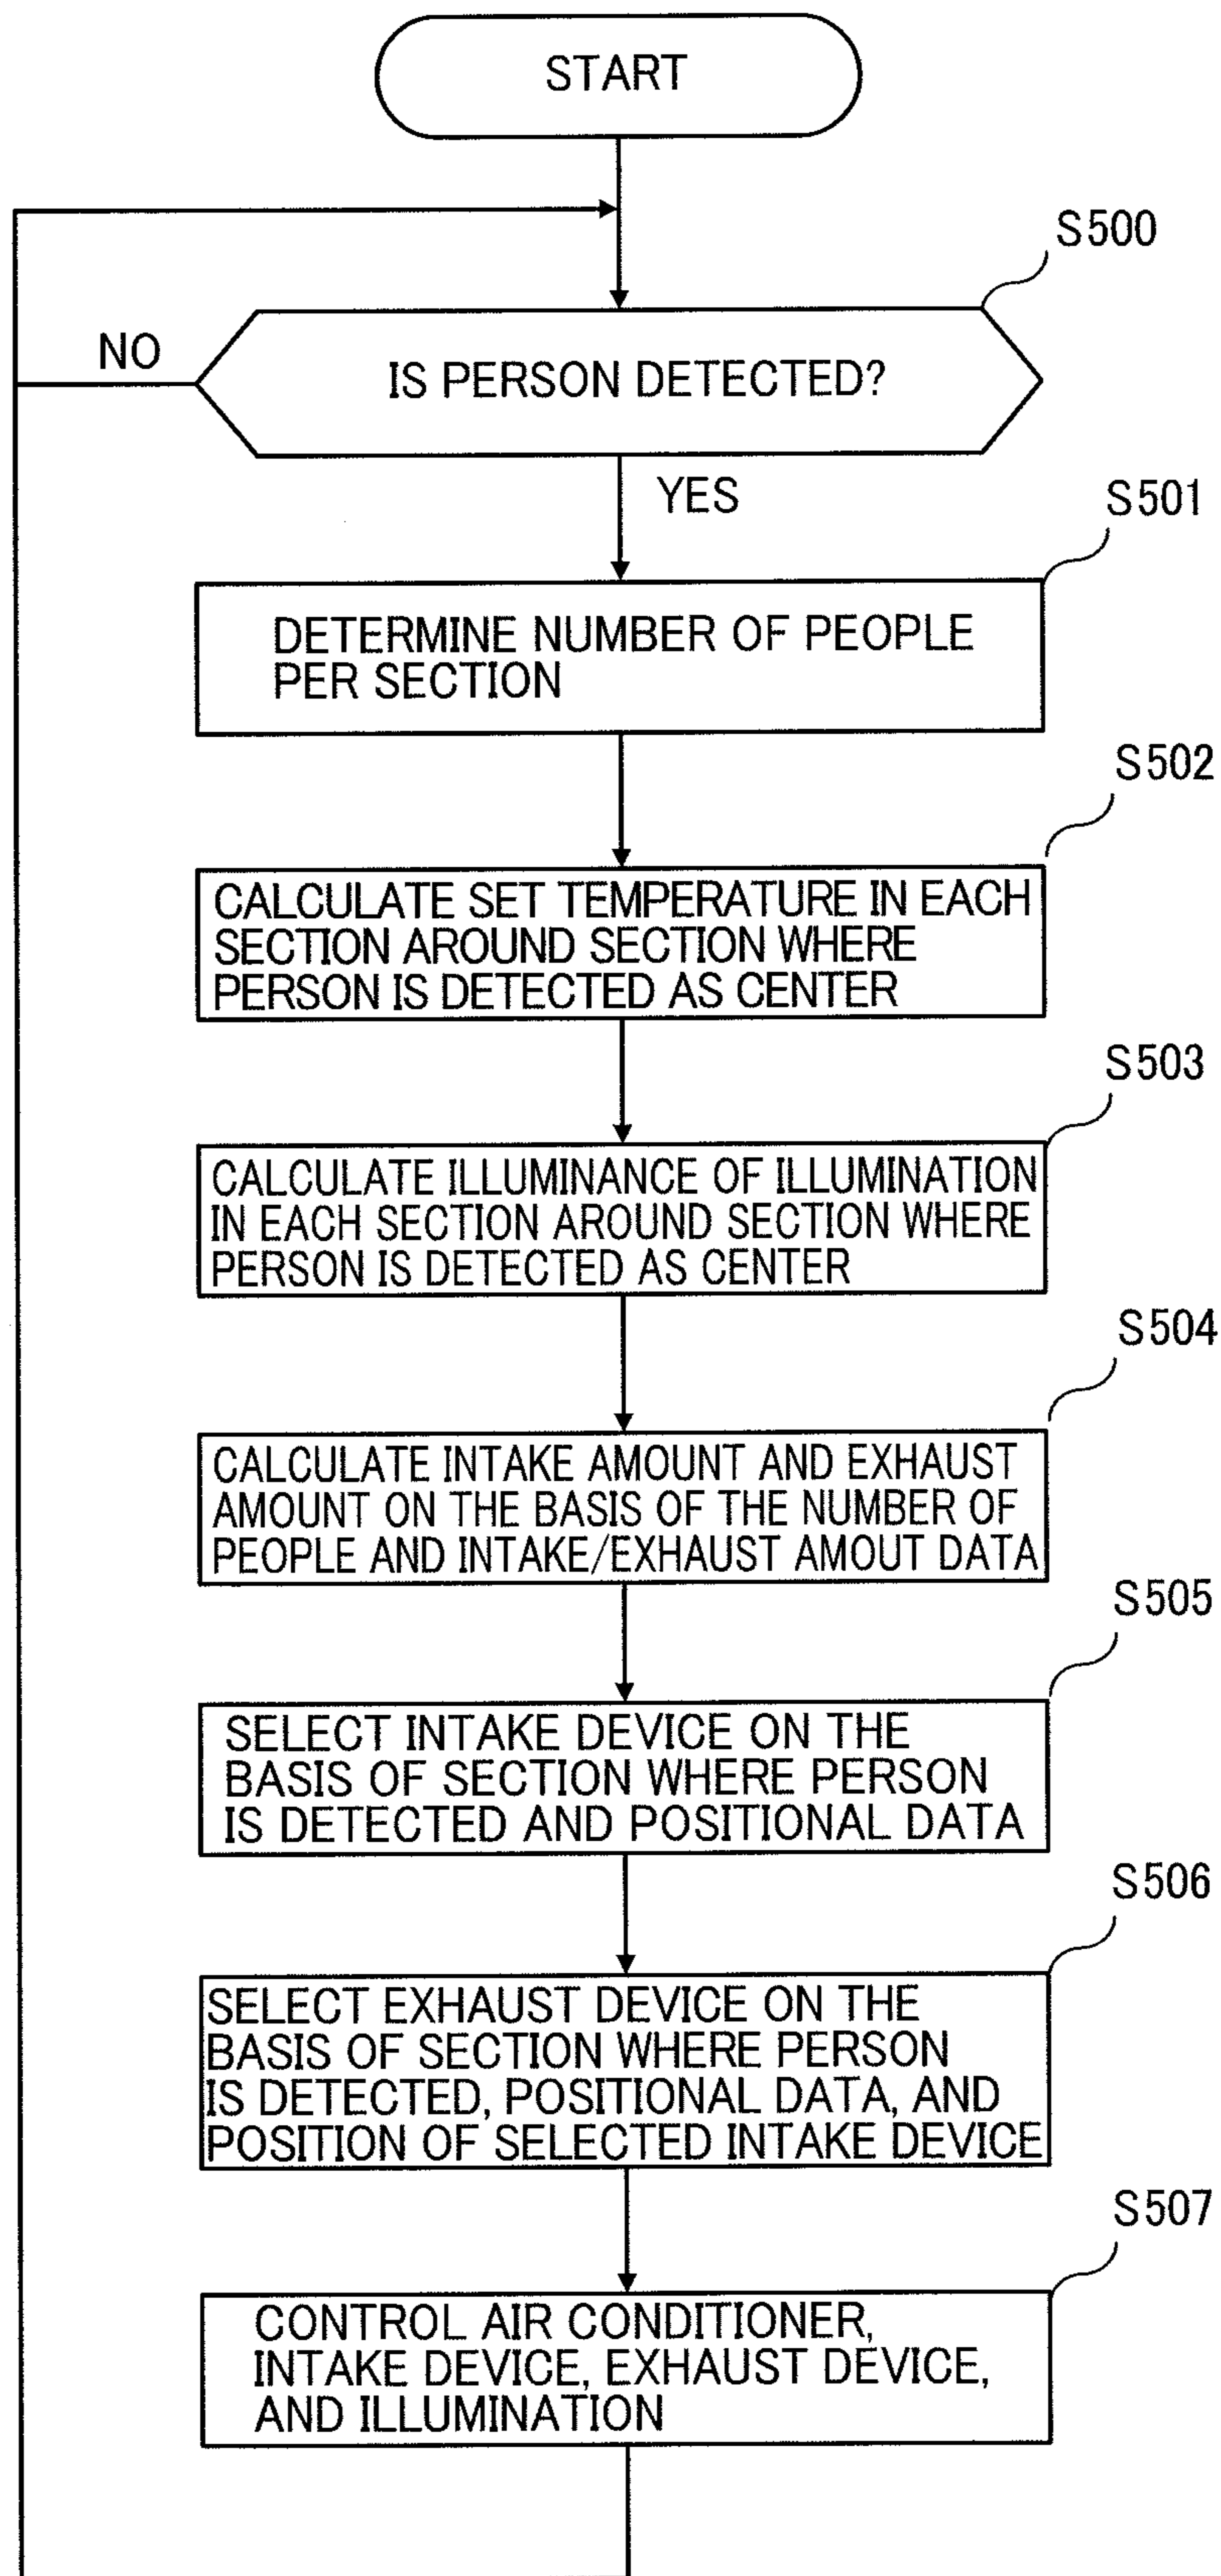 START
S500
NO
IS PERSON DETECTED?
YES
S501
DETERMINE NUMBER OF PEOPLE
PER SECTION
S502
CALCULATE SET TEMPERATURE IN EACH
SECTION AROUND SECTION WHERE
PERSON IS DETECTED AS CENTER
S503
CALCULATE ILLUMINANCE OF ILLUMINATION
IN EACH SECTION AROUND SECTION WHERE
PERSON IS DETECTED AS CENTER
S504
CALCULATE INTAKE AMOUNT AND EXHAUST
AMOUNT ON THE BASIS OF THE NUMBER OF
PEOPLE AND INTAKE/EXHAUST AMOUT DATA
S505
SELECT INTAKE DEVICE ON THE
BASIS OF SECTION WHERE PERSON
IS DETECTED AND POSITIONAL DATA
S506
SELECT EXHAUST DEVICE ON THE
BASIS OF SECTION WHERE PERSON
IS DETECTED, POSITIONAL DATA, AND
POSITION OF SELECTED INTAKE DEVICE
S507
CONTROL AIR CONDITIONER,
INTAKE DEVICE, EXHAUST DEVICE,
AND ILLUMINATION